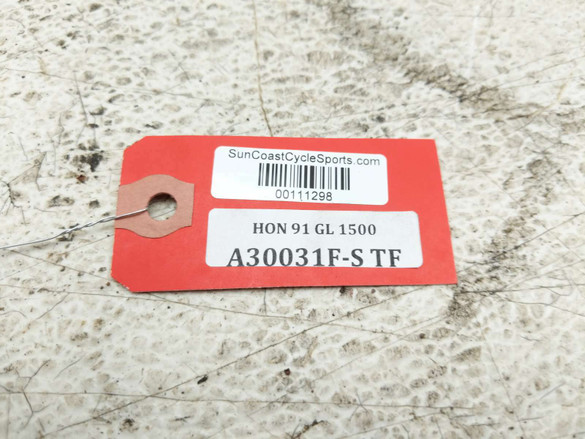 SunCoastCycleSports.com
00111298
HON 91 GL 1500
A30031F-S TF